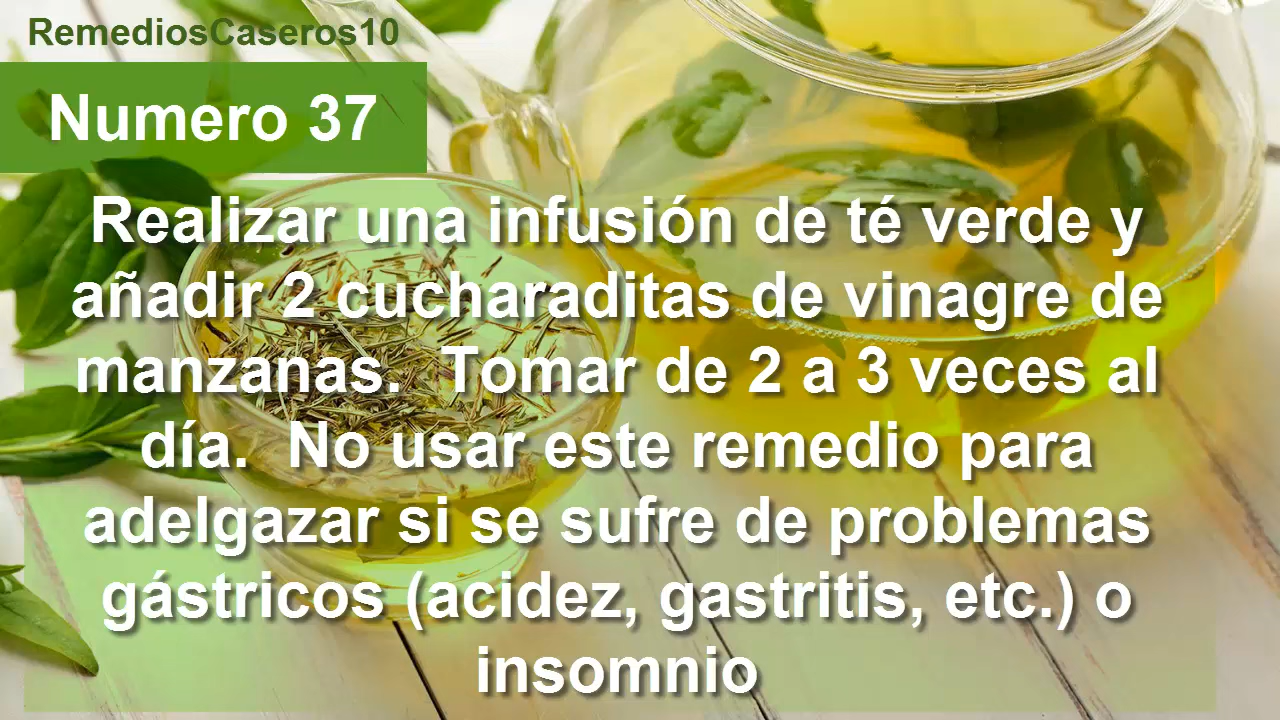 RemediosCaseros10
Numero 37
Realizar una infusión de té verde y
añadir 2 cucharaditas de vinagre de
manzanas.  Tomar de 2 a 3 veces al
día.  No usar este remedio para
adelgazar si se sufre de problemas
gástricos (acidez, gastritis, etc.) o
insomnio